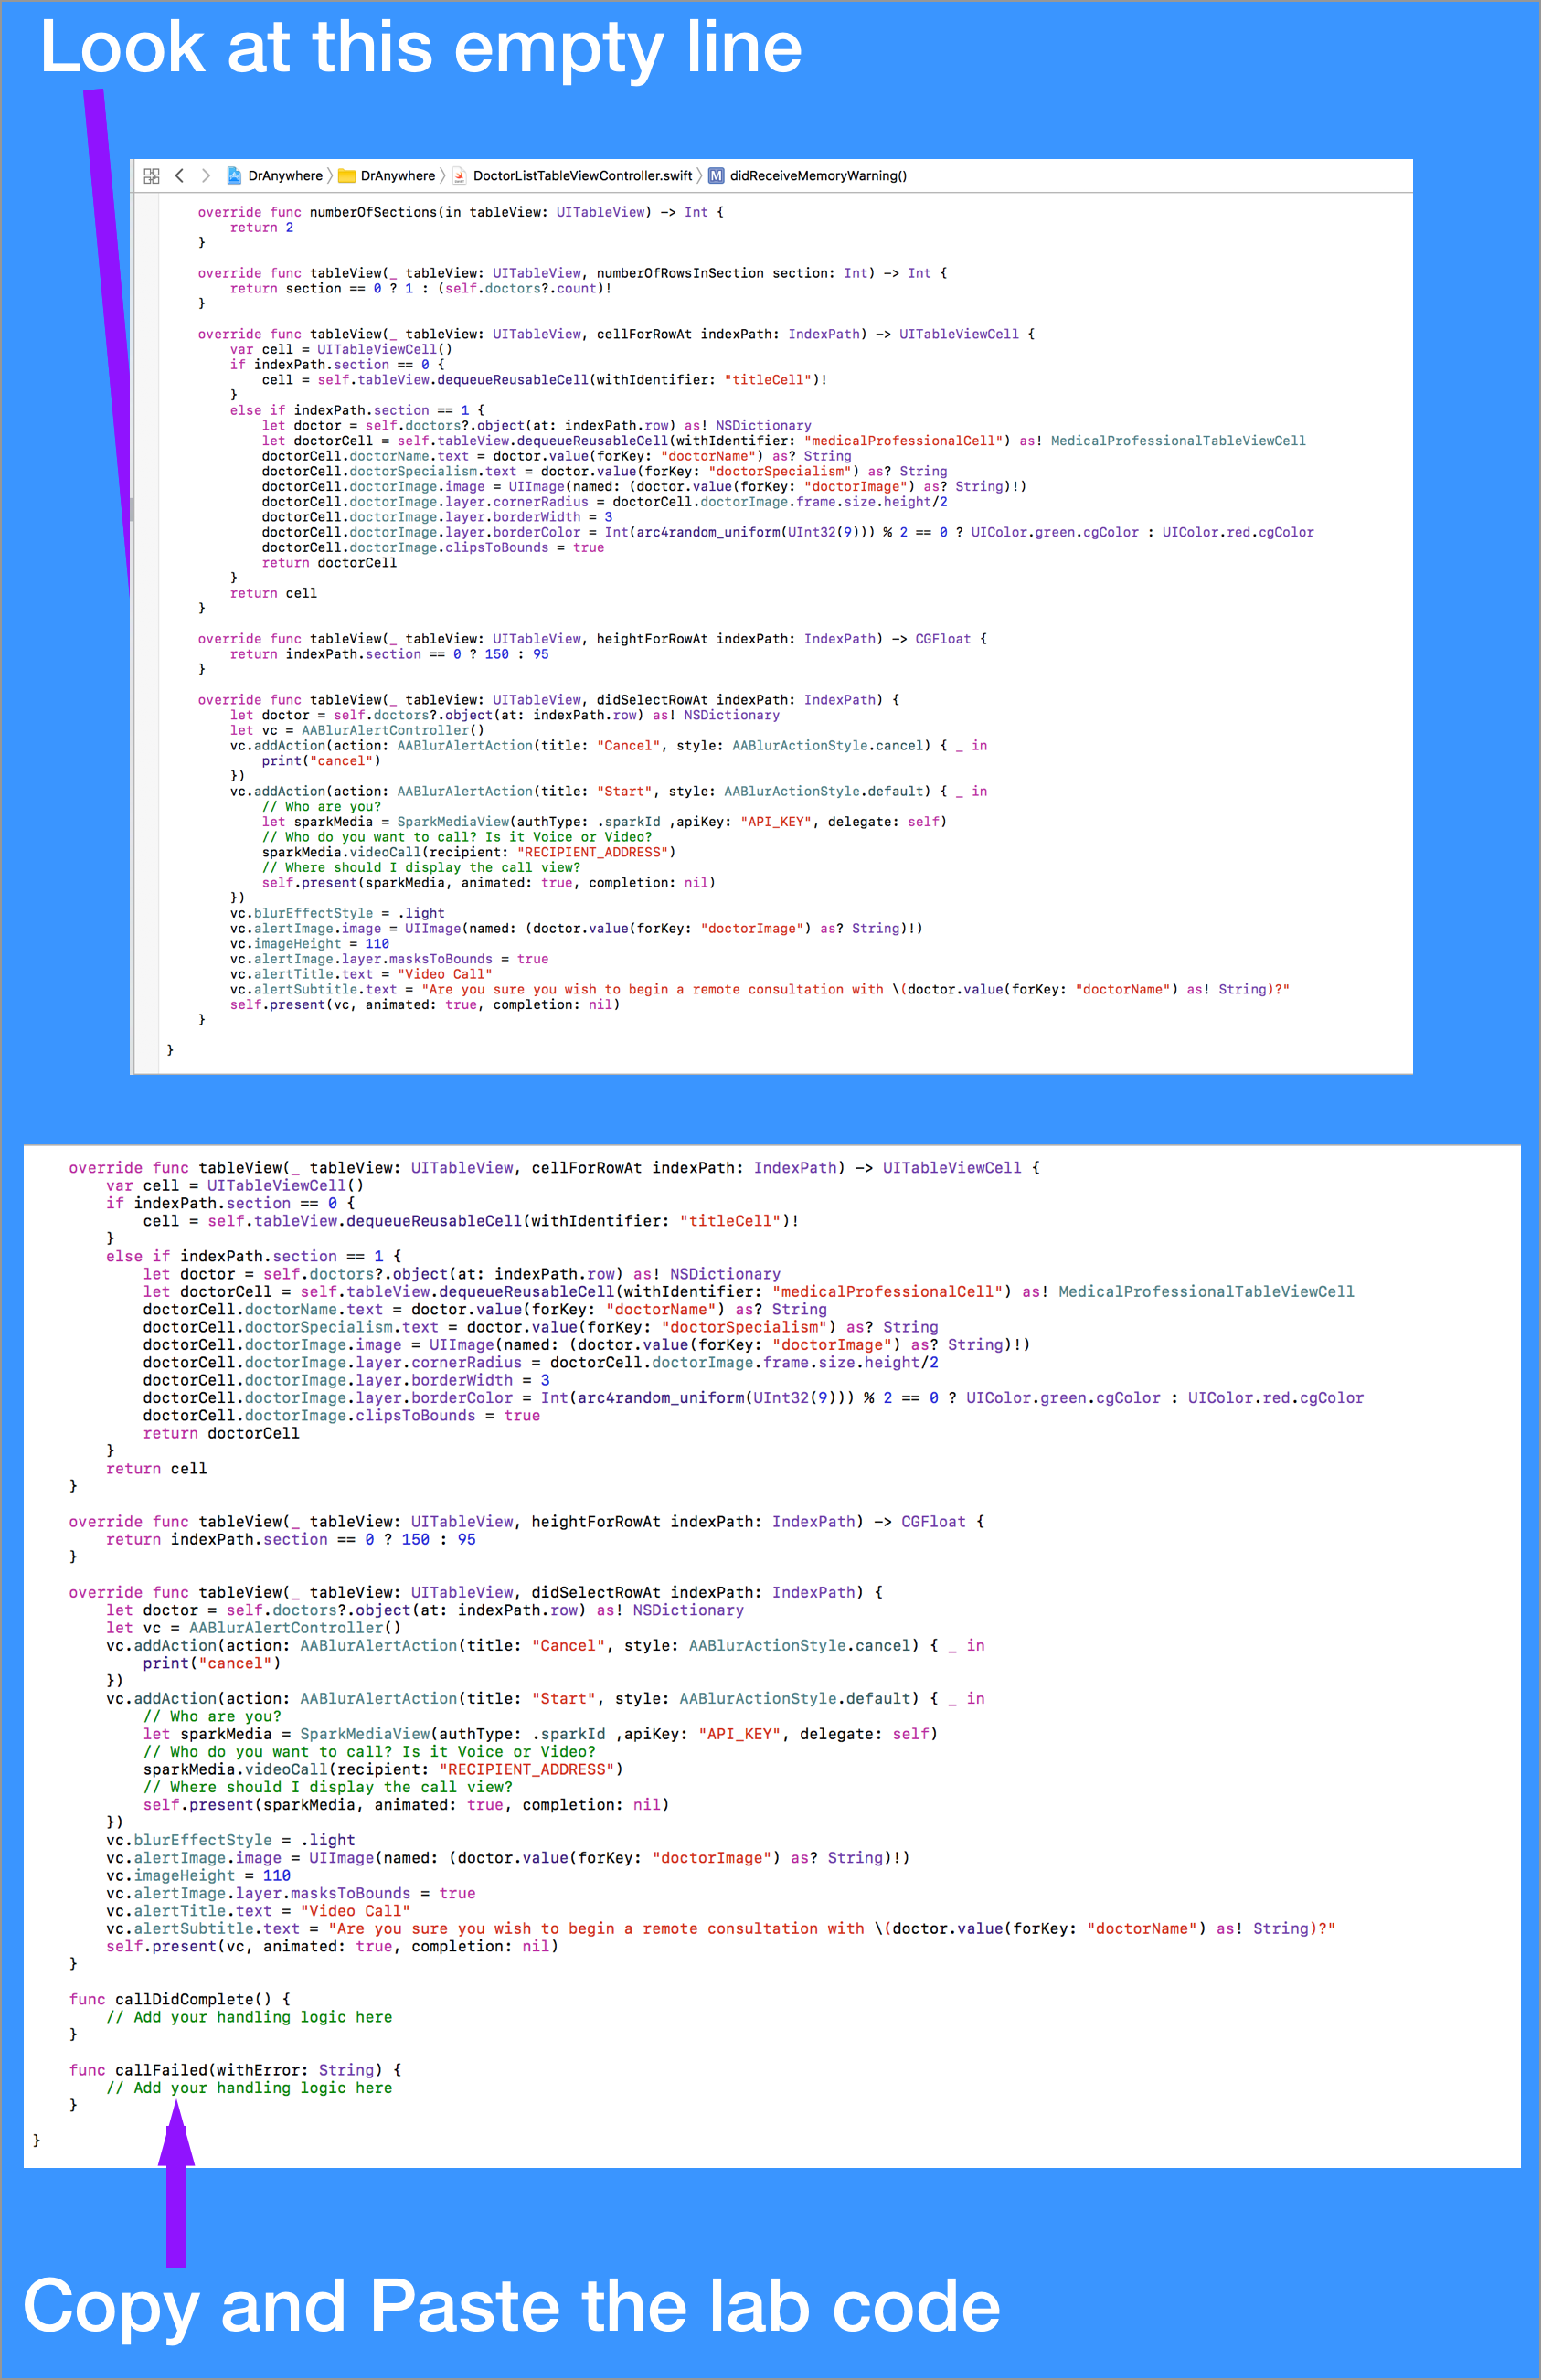 Look at this empty line
DrAnywhere DrAnywhere DoctorListTableViewController.swift M didReceiveMemoryWarning()
override func numberOfSections(in tableView: UITableView) -> Int {
return 2
}
override func tableView(_ tableView: UITableView, numberOfRowsInSection section: Int) -> Int {
return section == 0 ? 1 : (self.doctors?.count)!
}
override func tableView(_ tableView: UITableView, cellForRowAt indexPath: IndexPath) -> UITableViewCell {
var cell = UITableViewCell()
if indexPath.section == 0 {
cell = self.tableView.dequeueReusableCell(withIdentifier: "titleCell")!
}
else if indexPath.section == 1 {
let doctor = self.doctors?.object(at: indexPath.row) as! NSDictionary
let doctorCell = self.tableView.dequeueReusableCell(withIdentifier: "medicalProfessionalCell") as! MedicalProfessionalTableViewCell
doctorCell.doctorName.text = doctor.value(forKey: "doctorName") as? String
doctorCell.doctorSpecialism.text = doctor.value(forKey: "doctorSpecialism") as? String
doctorCell.doctorImage.image = UIImage(named: (doctor.value(forKey: "doctorImage") as? String)!)
doctorCell.doctorImage.layer.cornerRadius = doctorCell.doctorImage.frame.size.height/2
doctorCell.doctorImage.layer.borderWidth = 3
doctorCell.doctorImage.layer.borderColor = Int(arc4random_uniform(UInt32(9))) % 2 == 0 ? UIColor.green.cgColor : UIColor.red.cgColor
doctorCell.doctorImage.clipsToBounds = true
return doctorCell
}
return cell
}
override func tableView(_ tableView: UITableView, heightForRowAt indexPath: IndexPath) -> CGFloat {
return indexPath.section == 0 ? 150 : 95
}
override func tableView(_ tableView: UITableView, didSelectRowAt indexPath: IndexPath) {
let doctor = self.doctors?.object(at: indexPath.row) as! NSDictionary
let vc = AABlurAlertController()
vc.addAction(action: AABlurAlertAction(title: "Cancel", style: AABlurActionStyle.cancel) { _ in
print("cancel")
})
vc.addAction(action: AABlurAlertAction(title: "Start", style: AABlurActionStyle.default) { _ in
// Who are you?
let sparkMedia = SparkMediaView(authType: .sparkId ,apiKey: "API_KEY", delegate: self)
// Who do you want to call? Is it Voice or Video?
sparkMedia.videoCall(recipient: "RECIPIENT_ADDRESS")
// Where should I display the call view?
self.present(sparkMedia, animated: true, completion: nil)
})
vc.blurEffectStyle = .light
vc.alertImage.image = UIImage(named: (doctor.value(forKey: "doctorImage") as? String)!)
vc.imageHeight = 110
vc.alertImage.layer.masksToBounds = true
vc.alertTitle.text = "Video Call"
vc.alertSubtitle.text = "Are you sure you wish to begin a remote consultation with \(doctor.value(forKey: "doctorName") as! String)?"
self.present(vc, animated: true, completion: nil)
}
}
override func tableView(_ tableView: UITableView, cellForRowAt indexPath: IndexPath) -> UITableViewCell {
var cell = UITableViewCell()
if indexPath.section == 0 {
cell = self.tableView.dequeueReusableCell(withIdentifier: "titleCell")!
}
else if indexPath.section == 1 {
let doctor = self.doctors?.object(at: indexPath.row) as! NSDictionary
let doctorCell = self.tableView.dequeueReusableCell(withIdentifier: "medicalProfessionalCell") as! MedicalProfessionalTableViewCell
doctorCell.doctorName.text = doctor.value(forKey: "doctorName") as? String
doctorCell.doctorSpecialism.text = doctor.value(forKey: "doctorSpecialism") as? String
doctorCell.doctorImage.image = UIImage(named: (doctor.value(forKey: "doctorImage") as? String)!)
doctorCell.doctorImage.layer.cornerRadius = doctorCell.doctorImage.frame.size.height/2
doctorCell.doctorImage.layer.borderWidth = 3
doctorCell.doctorImage.layer.borderColor = Int(arc4random_uniform(UInt32(9))) % 2 == 0 ? UIColor.green.cgColor : UIColor.red.cgColor
doctorCell.doctorImage.clipsToBounds = true
return doctorCell
}
return cell
}
override func tableView(_ tableView: UITableView, heightForRowAt indexPath: IndexPath) -> CGFloat {
return indexPath.section == 0 ? 150 : 95
}
override func tableView(_ tableView: UITableView, didSelectRowAt indexPath: IndexPath) {
let doctor = self.doctors?.object(at: indexPath.row) as! NSDictionary
let vc = AABlurAlertController()
vc.addAction(action: AABlurAlertAction(title: "Cancel", style: AABlurActionStyle.cancel) { _ in
print("cancel")
})
vc.addAction(action: AABlurAlertAction(title: "Start", style: AABlurActionStyle.default) { _ in
// Who are you?
let sparkMedia = SparkMediaView(authType: .sparkId ,apiKey: "API_KEY", delegate: self)
// Who do you want to call? Is it Voice or Video?
sparkMedia.videoCall(recipient: "RECIPIENT_ADDRESS")
// Where should I display the call view?
self.present(sparkMedia, animated: true, completion: nil)
})
vc.blurEffectStyle = .light
vc.alertImage.image = UIImage(named: (doctor.value(forKey: "doctorImage") as? String)!)
vc.imageHeight = 110
vc.alertImage.layer.masksToBounds = true
vc.alertTitle.text = "Video Call"
vc.alertSubtitle.text = "Are you sure you wish to begin a remote consultation with \(doctor.value(forKey: "doctorName") as! String)?"
self.present(vc, animated: true, completion: nil)
}
func callDidComplete() {
// Add your handling logic here
}
func callFailed(withError: String) {
// Add your handling logic here
}
}
Copy and Paste the lab code